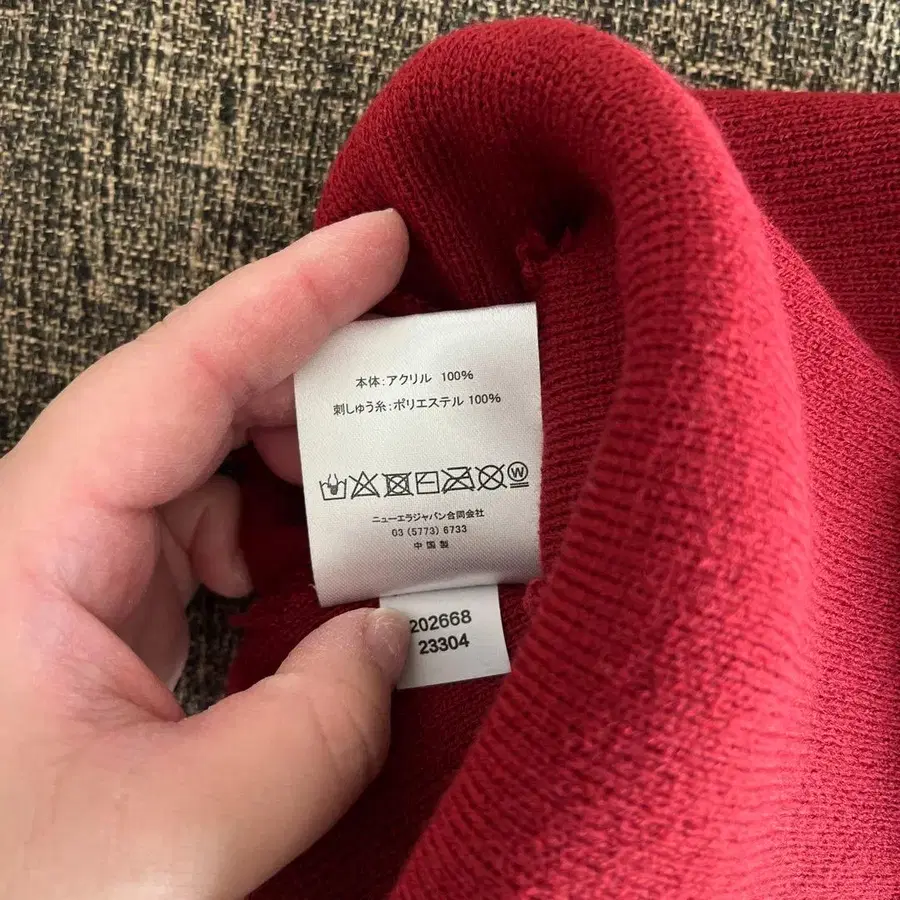 本体:アクリル 100%
刺しゅう糸:ポリエステル 100%
W
ニューエラジャパン合同会社
03 (5773) 6733
中国製
202668
23304